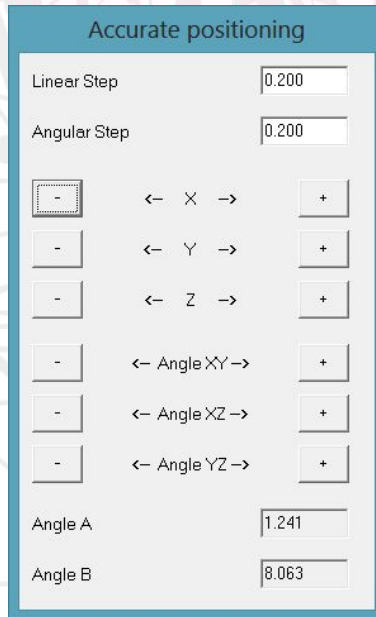 Accurate positioning
Linear Step 0.200
Angular Step 0.200
- <- X -> +
- <- Y -> +
- <- Z -> +
- <- Angle XY -> +
- <- Angle XZ -> +
- <- Angle YZ -> +
Angle A 1.241
Angle B 8.063